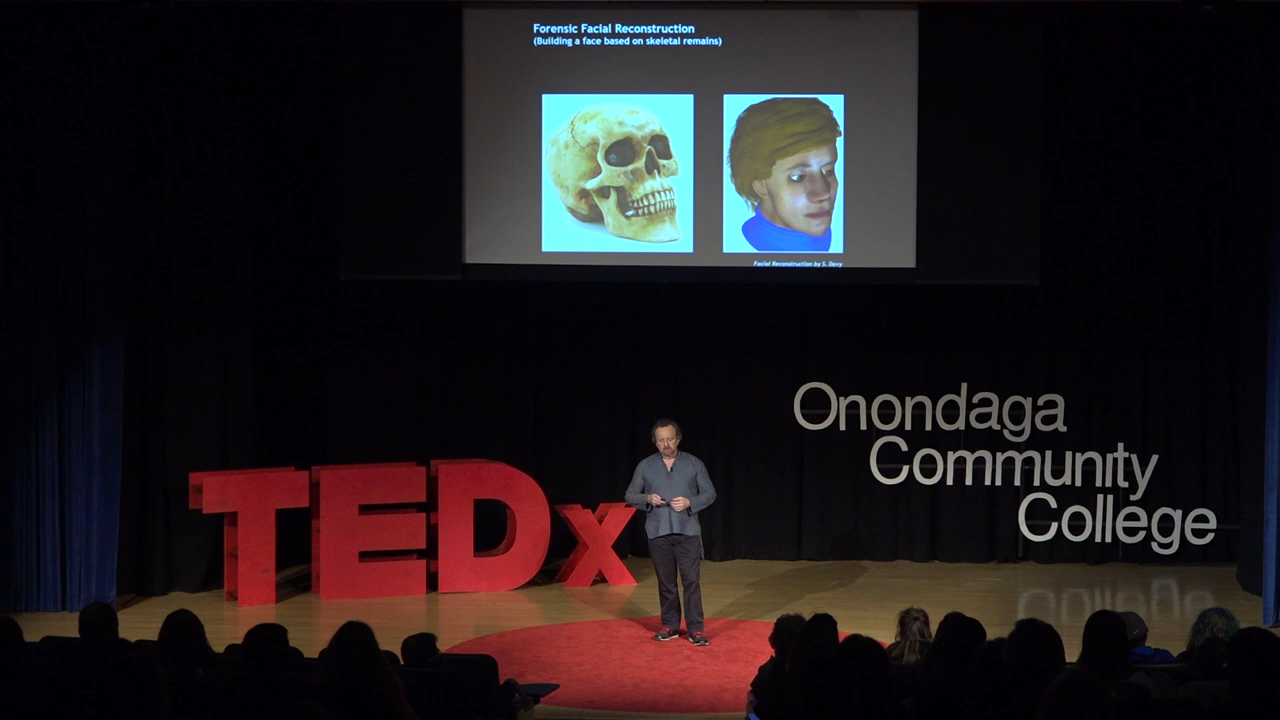 Forensic Facial Reconstruction
(Building a face based on skeletal remains)
Facial Reconstruction by S. Davy
TEDx
Onondaga
Community
College